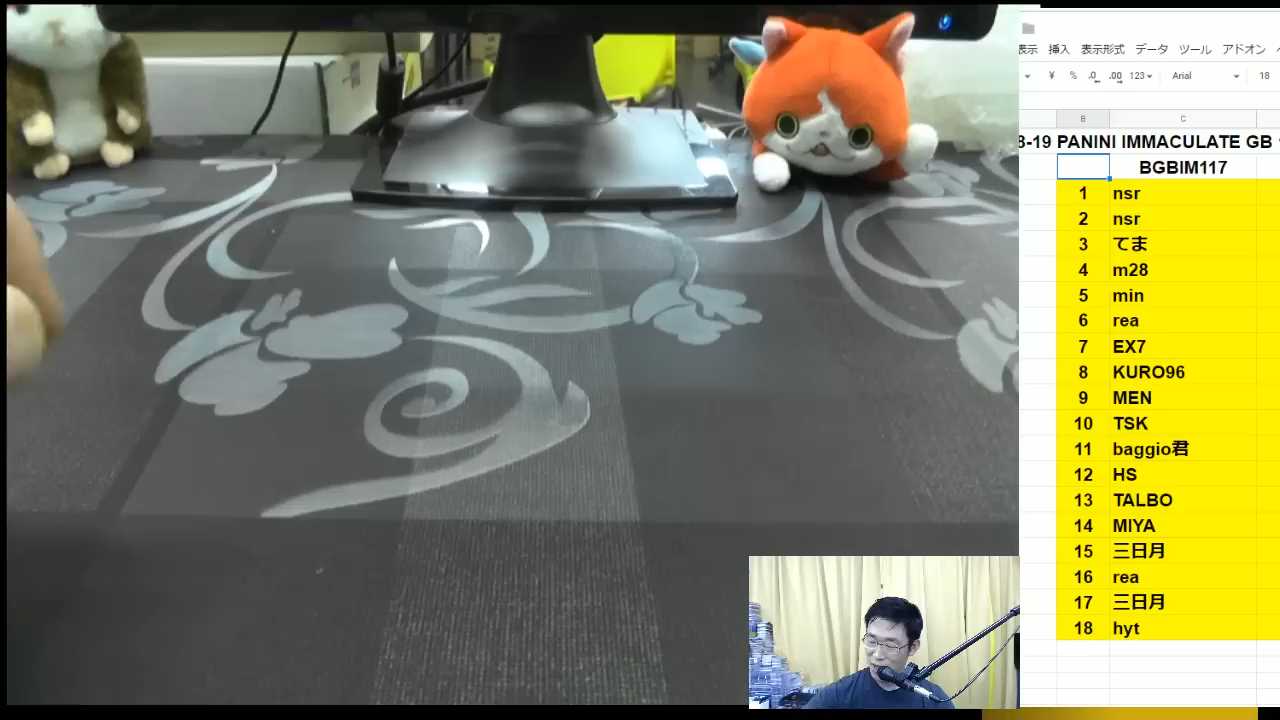 表示 挿入 表示形式 データ ツール アドオン
¥ % .0 .00 123 Arial 18
B C
8-19 PANINI IMMACULATE GB
BGBIM117
1 nsr
2 nsr
3 てま
4 m28
5 min
6 rea
7 EX7
8 KURO96
9 MEN
10 TSK
11 baggio君
12 HS
13 TALBO
14 MIYA
15 三日月
16 rea
17 三日月
18 hyt